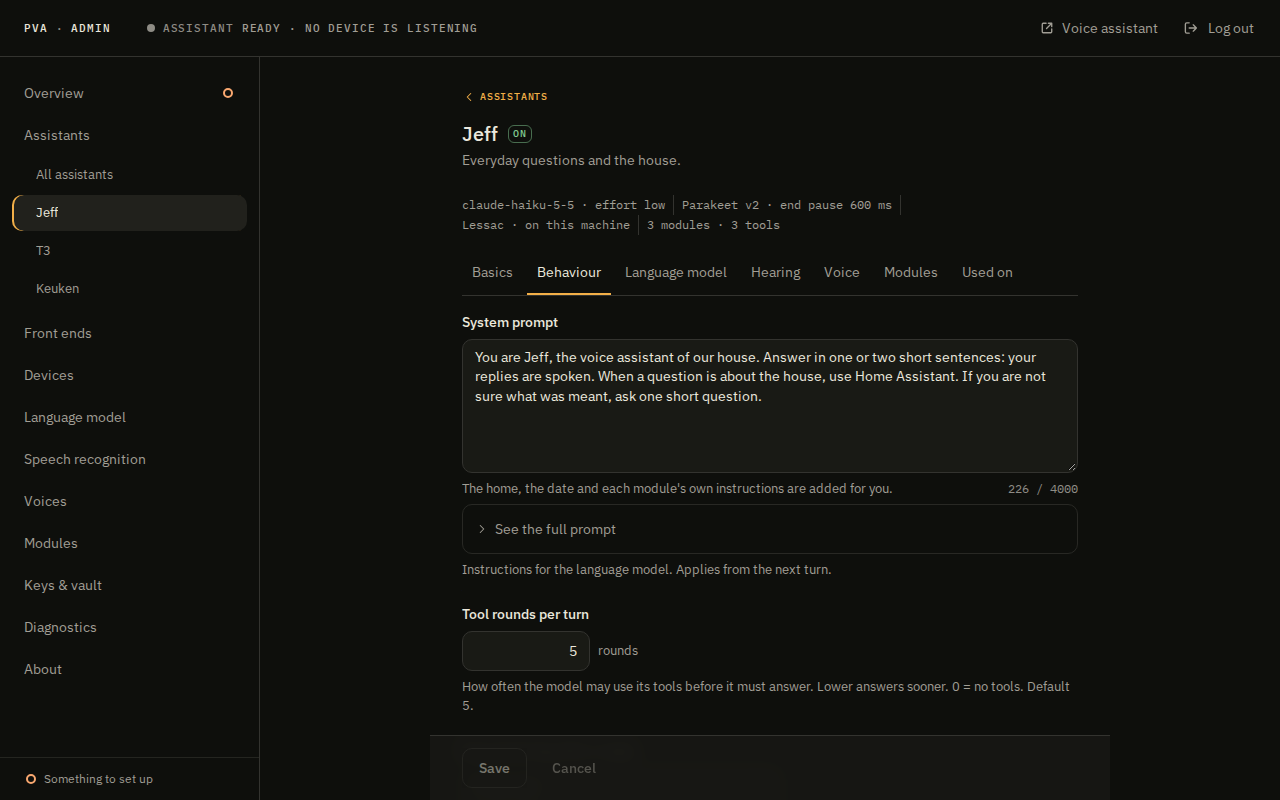 PVA · ADMIN
ASSISTANT READY · NO DEVICE IS LISTENING
Voice assistant
Log out
Overview
Assistants
All assistants
Jeff
T3
Keuken
Front ends
Devices
Language model
Speech recognition
Voices
Modules
Keys & vault
Diagnostics
About
Something to set up
ASSISTANTS
Jeff ON
Everyday questions and the house.
claude-haiku-5-5 · effort low | Parakeet v2 · end pause 600 ms |
Lessac · on this machine | 3 modules · 3 tools
Basics Behaviour Language model Hearing Voice Modules Used on
System prompt
You are Jeff, the voice assistant of our house. Answer in one or two short sentences: your
replies are spoken. When a question is about the house, use Home Assistant. If you are not
sure what was meant, ask one short question.
The home, the date and each module's own instructions are added for you. 226 / 4000
See the full prompt
Instructions for the language model. Applies from the next turn.
Tool rounds per turn
5 rounds
How often the model may use its tools before it must answer. Lower answers sooner. 0 = no tools. Default
5.
Save Cancel